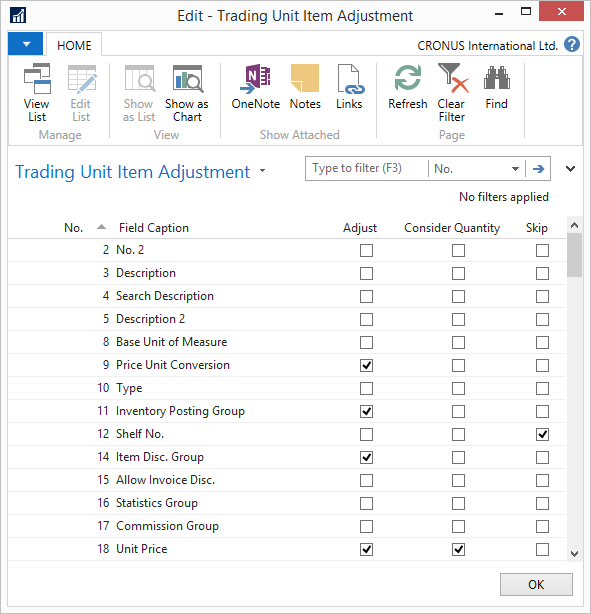 Edit - Trading Unit Item Adjustment
HOME
CRONUS International Ltd. ?
View List
Edit List
Show as List
Show as Chart
OneNote
Notes
Links
Refresh
Clear Filter
Find
Manage
View
Show Attached
Page
Trading Unit Item Adjustment
Type to filter (F3)
No.
No filters applied
No. Field Caption Adjust Consider Quantity Skip
2 No. 2
3 Description
4 Search Description
5 Description 2
8 Base Unit of Measure
9 Price Unit Conversion
10 Type
11 Inventory Posting Group
12 Shelf No.
14 Item Disc. Group
15 Allow Invoice Disc.
16 Statistics Group
17 Commission Group
18 Unit Price
OK